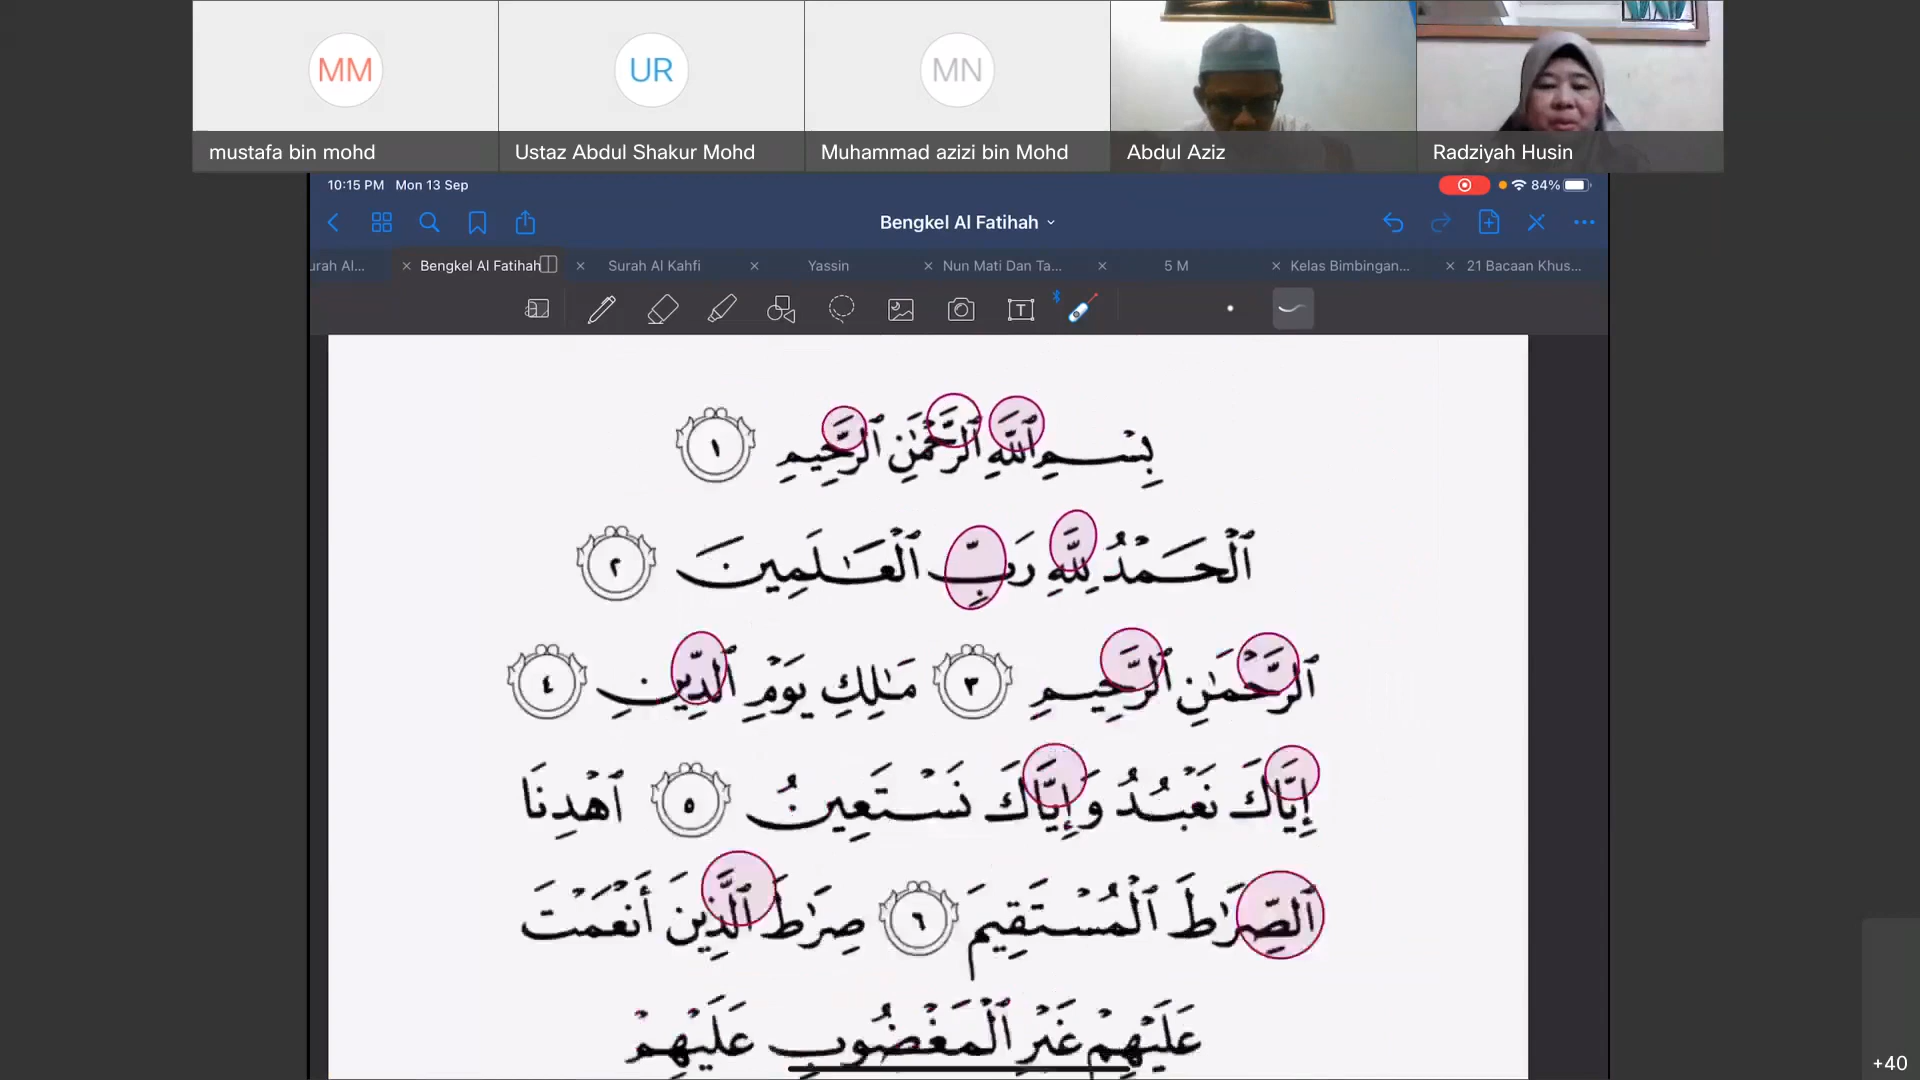 MM
UR
MN
mustafa bin mohd
Ustaz Abdul Shakur Mohd
Muhammad azizi bin Mohd
Abdul Aziz
Radziyah Husin
10:15 PM Mon 13 Sep
84%
Bengkel Al Fatihah
urah Al...
Bengkel Al Fatihah
Surah Al Kahfi
Yassin
Nun Mati Dan Ta...
5 M
Kelas Bimbingan...
21 Bacaan Khus...
بِسْمِ ٱللَّهِ ٱلرَّحْمَٰنِ ٱلرَّحِيمِ ١
ٱلْحَمْدُ لِلَّهِ رَبِّ ٱلْعَٰلَمِينَ ٢
ٱلرَّحْمَٰنِ ٱلرَّحِيمِ ٣ مَٰلِكِ يَوْمِ ٱلدِّينِ ٤
إِيَّاكَ نَعْبُدُ وَإِيَّاكَ نَسْتَعِينُ ٥ ٱهْدِنَا
ٱلصِّرَٰطَ ٱلْمُسْتَقِيمَ ٦ صِرَٰطَ ٱلَّذِينَ أَنْعَمْتَ
عَلَيْهِمْ غَيْرِ ٱلْمَغْضُوبِ عَلَيْهِمْ
+40